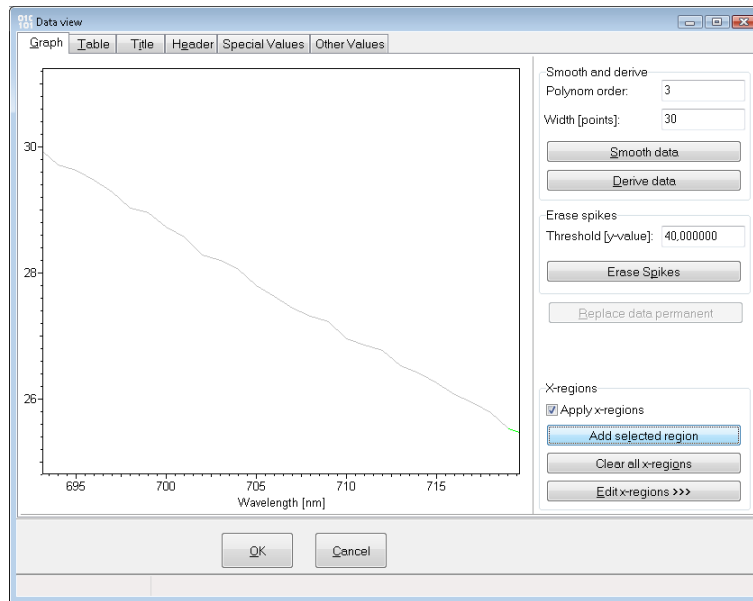 Data view
Graph Table Title Header Special Values Other Values
30
28
26
695 700 705 710 715
Wavelength [nm]
Smooth and derive
Polynom order: 3
Width [points]: 30
Smooth data
Derive data
Erase spikes
Threshold [y-value]: 40,000000
Erase Spikes
Replace data permanent
X-regions
Apply x-regions
Add selected region
Clear all x-regions
Edit x-regions >>>
OK Cancel